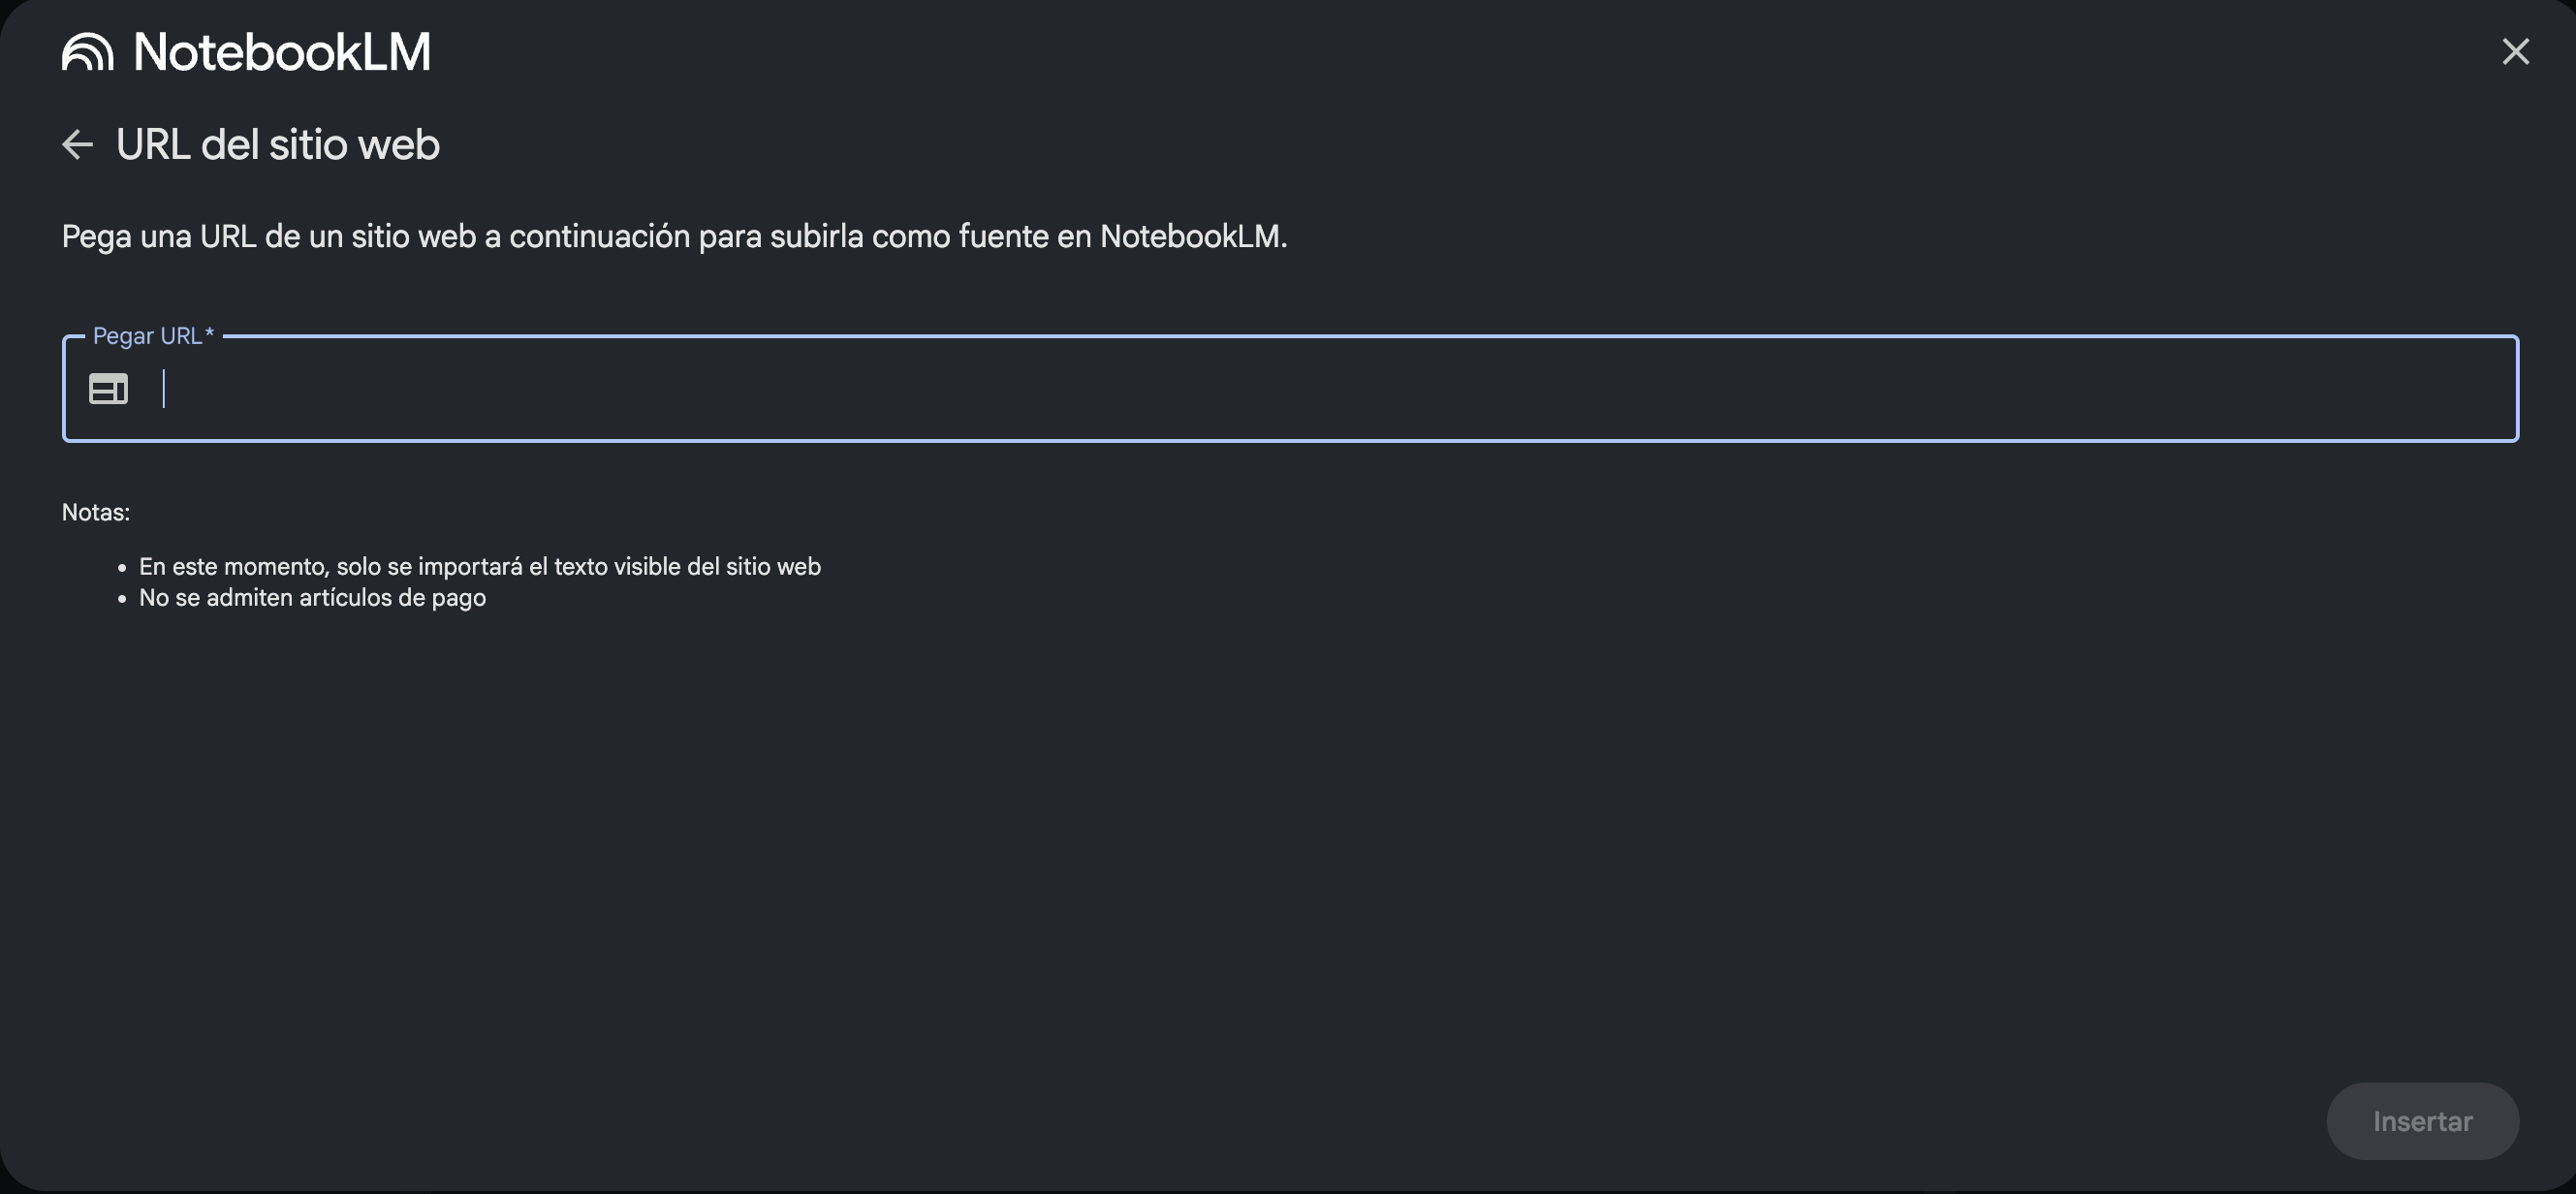 NotebookLM
URL del sitio web
Pega una URL de un sitio web a continuación para subirla como fuente en NotebookLM.
Pegar URL*
Notas:
• En este momento, solo se importará el texto visible del sitio web
• No se admiten artículos de pago
Insertar